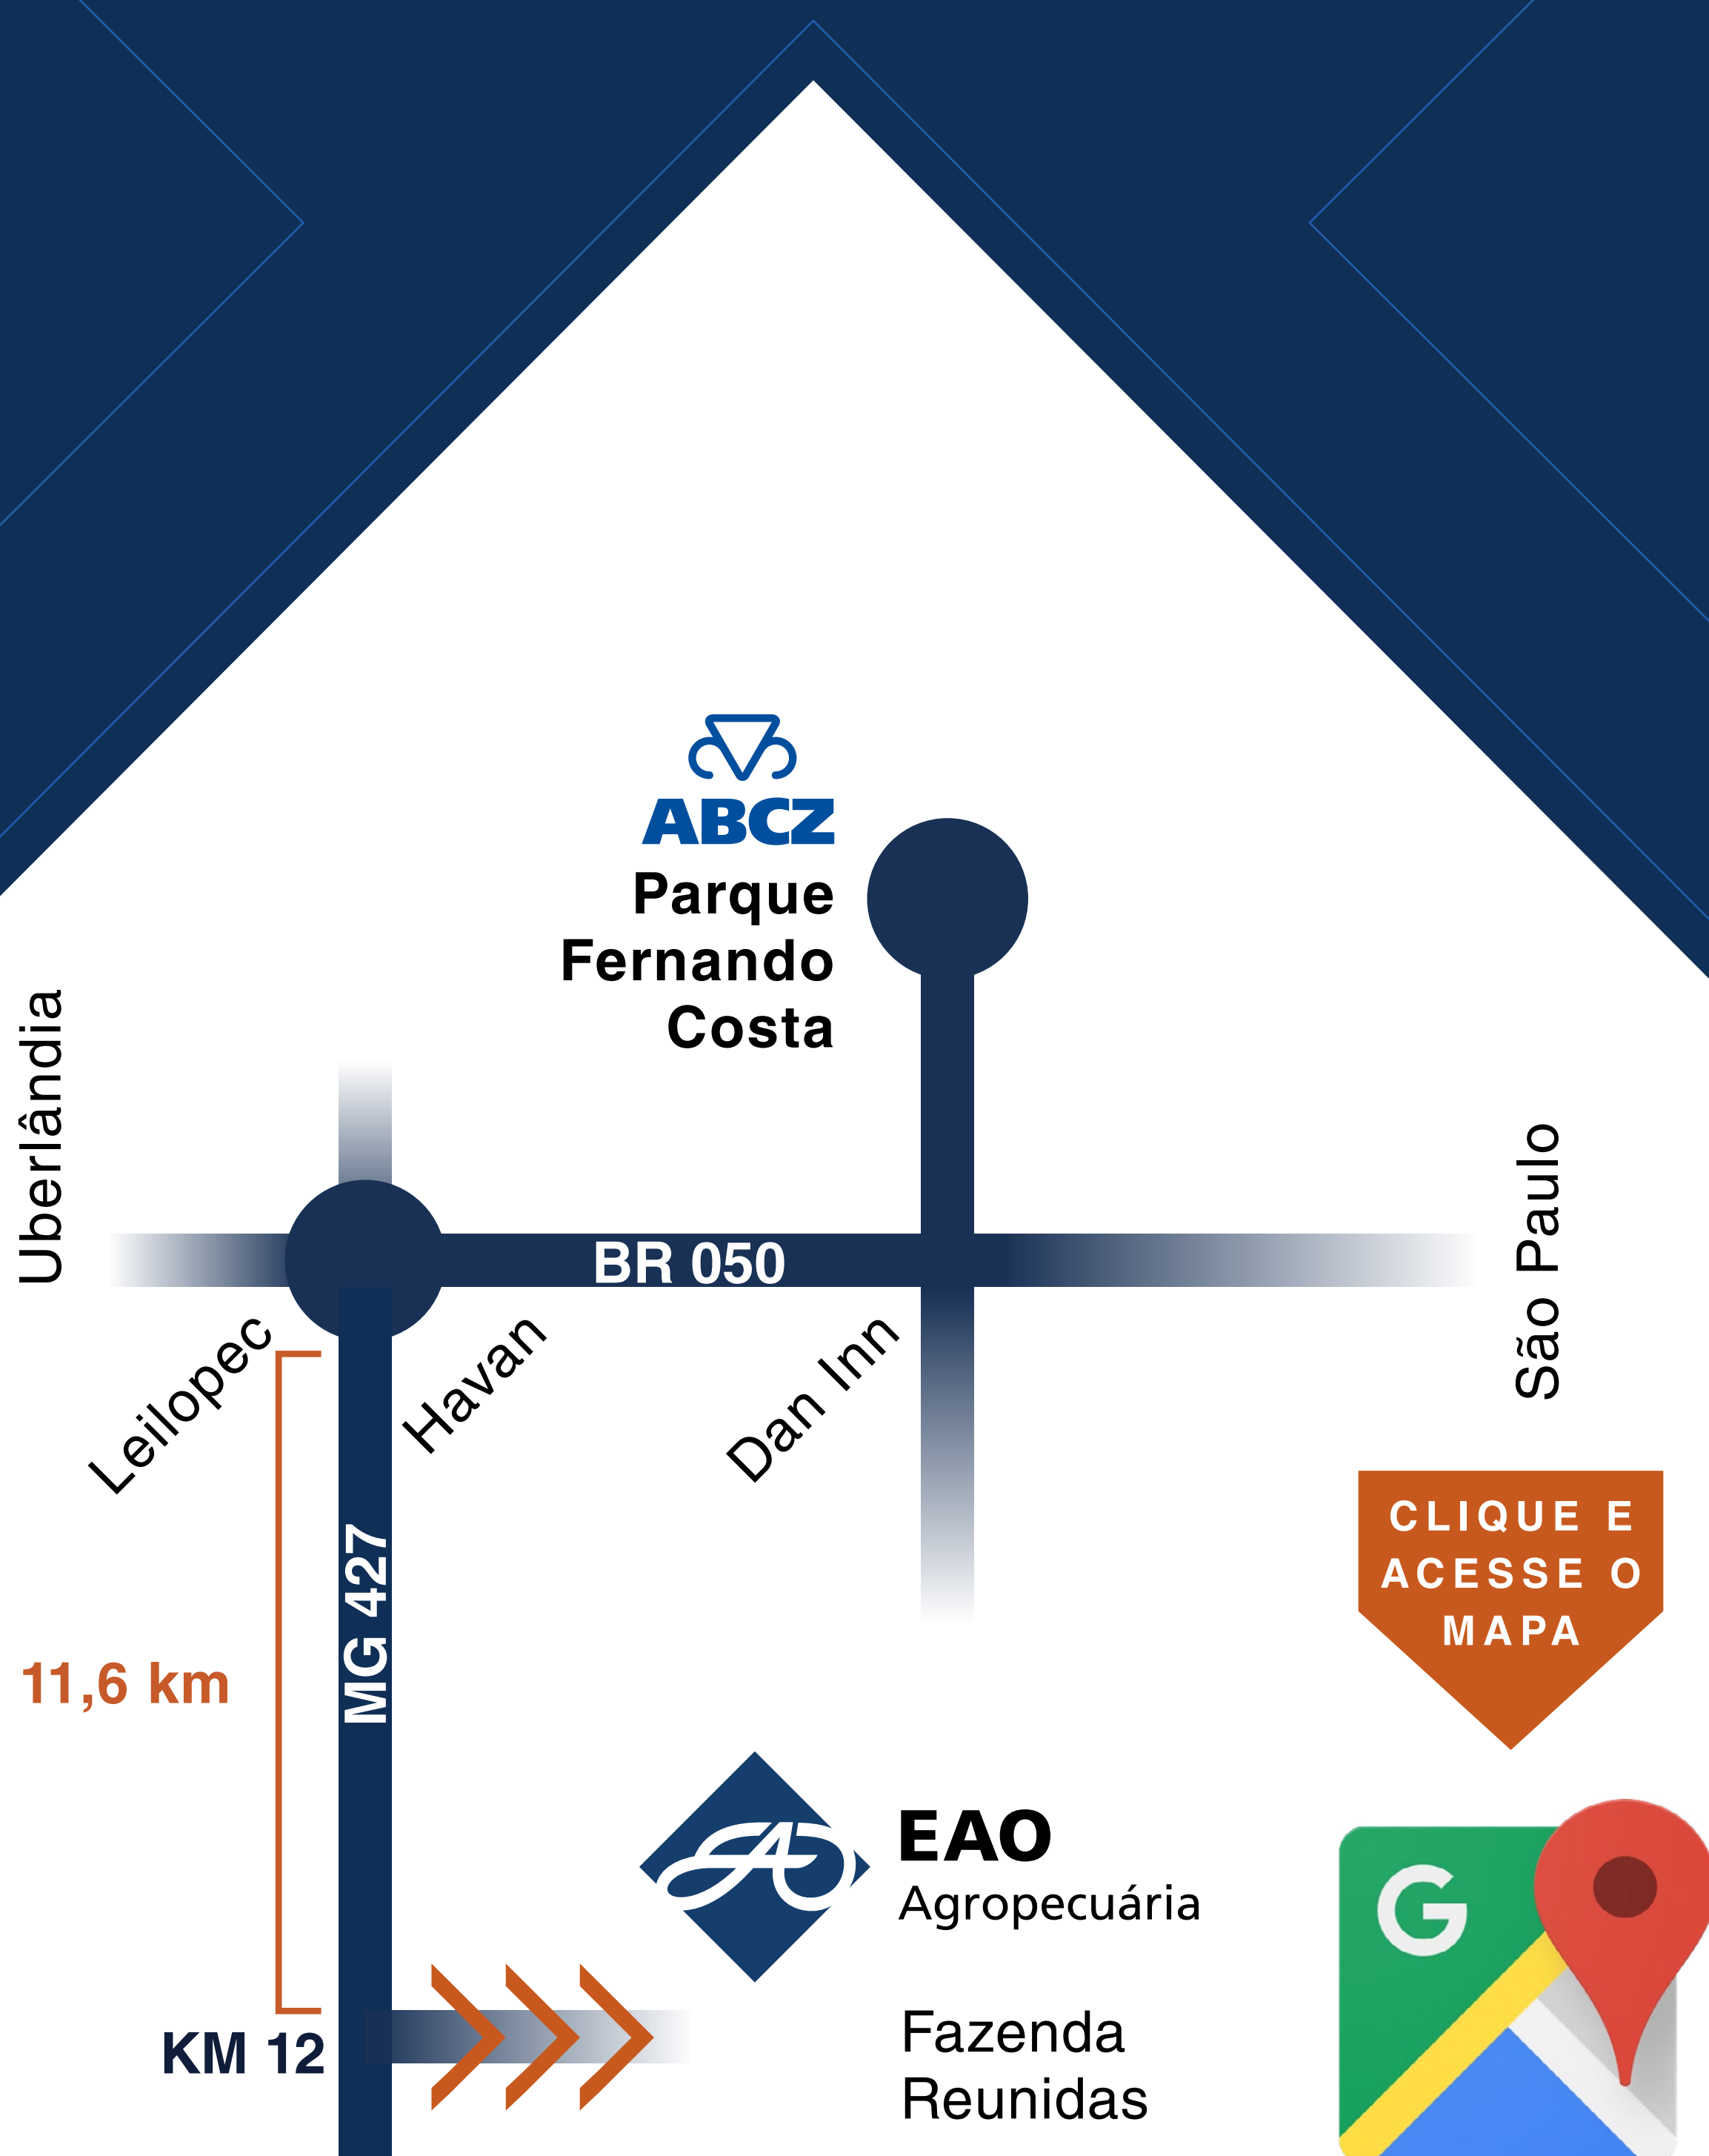 ABCZ
Parque
Fernando
Costa
Uberlândia
São Paulo
BR 050
Leilopec
Havan
Dan Inn
MG 427
CLIQUE E
ACESSE O
MAPA
11,6 km
EAO
Agropecuária
KM 12
Fazenda
Reunidas
G